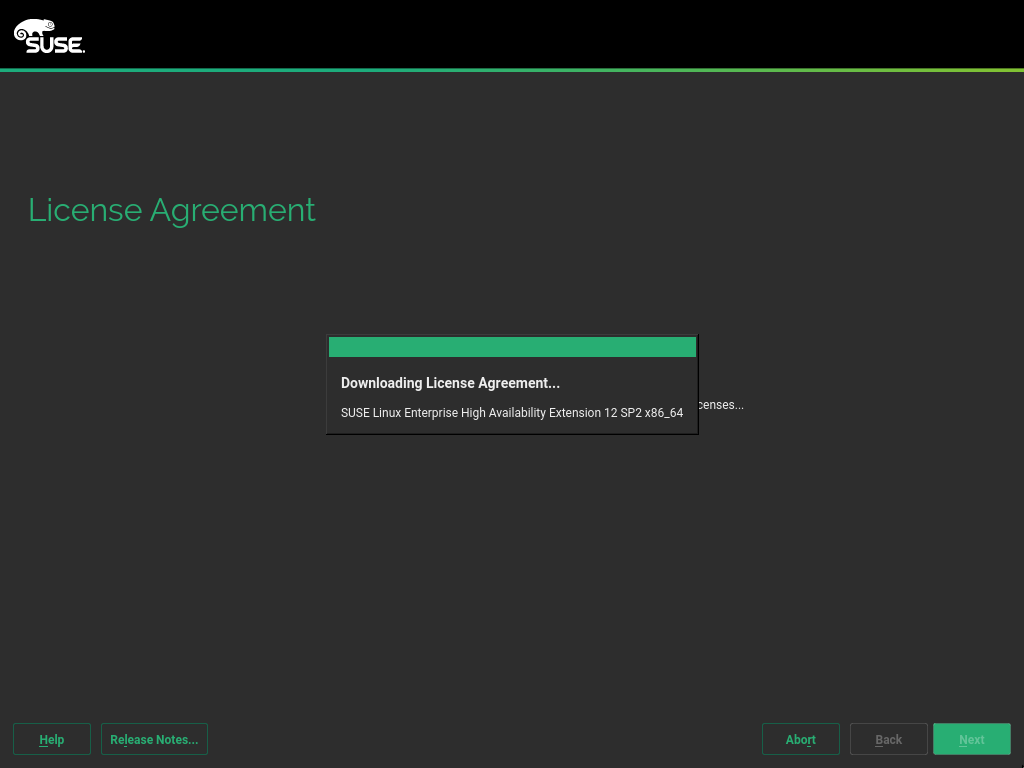 SUSE.
License Agreement
Downloading License Agreement...
SUSE Linux Enterprise High Availability Extension 12 SP2 x86_64
Help
Release Notes...
Abort
Back
Next